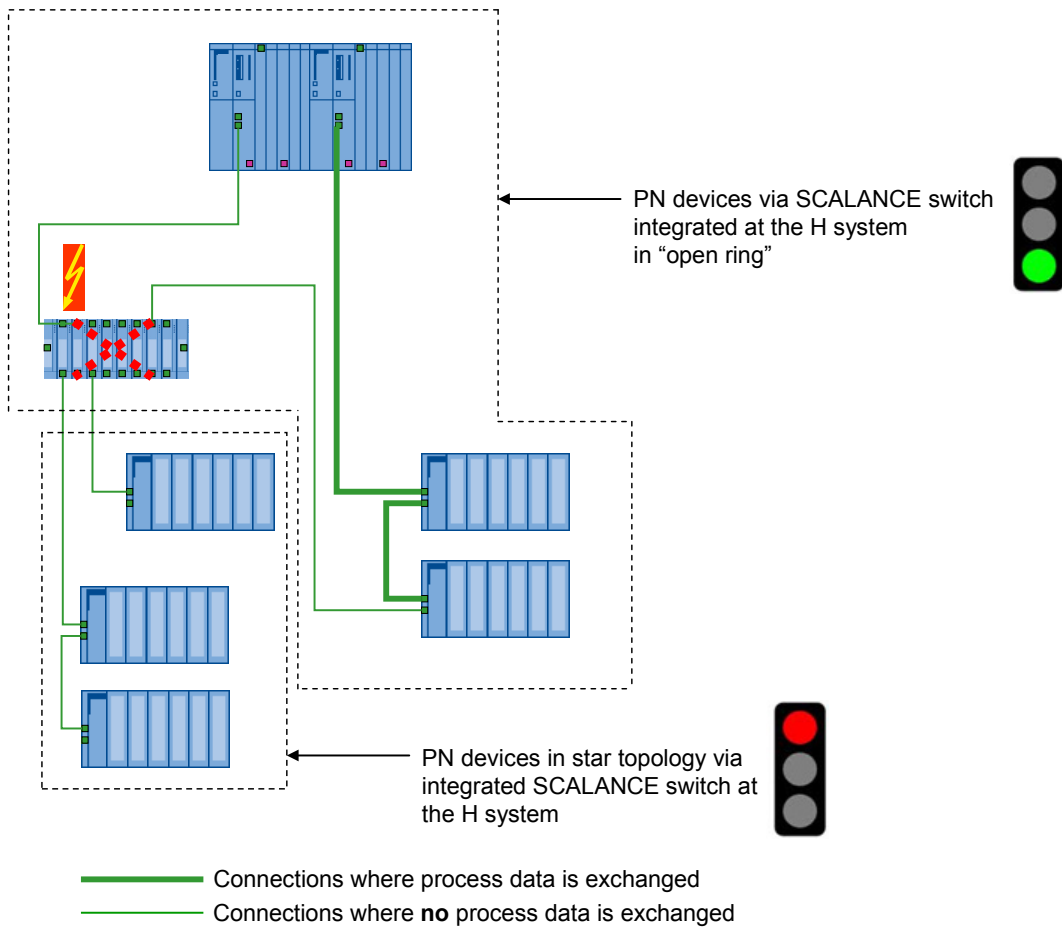 PN devices via SCALANCE switch
integrated at the H system
in “open ring”
PN devices in star topology via
integrated SCALANCE switch at
the H system
Connections where process data is exchanged
Connections where no process data is exchanged